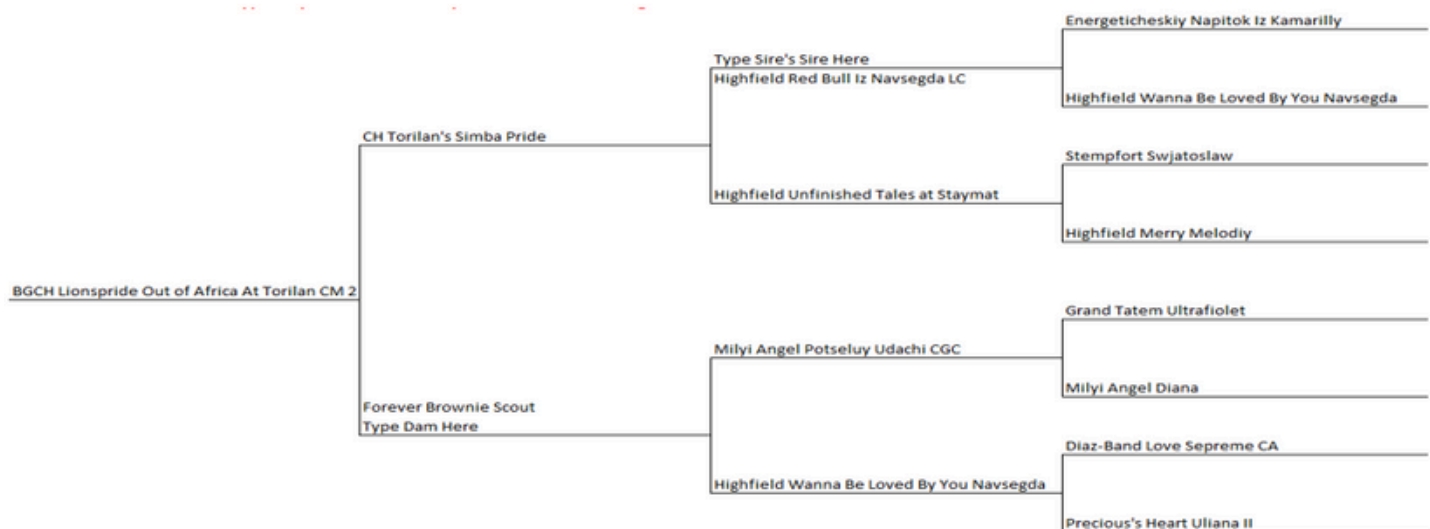 Energeticheskiy Napitok Iz Kamarilly
Type Sire's Sire Here
Highfield Red Bull Iz Navsegda LC
Highfield Wanna Be Loved By You Navsegda
CH Torilan's Simba Pride
Stempfort Swjatoslaw
Highfield Unfinished Tales at Staymat
Highfield Merry Melodiy
BGCH Lionspride Out of Africa At Torilan CM 2
Grand Tatem Ultrafiolet
Milyi Angel Potseluy Udachi CGC
Milyi Angel Diana
Forever Brownie Scout
Type Dam Here
Diaz-Band Love Sepreme CA
Highfield Wanna Be Loved By You Navsegda
Precious's Heart Uliana II